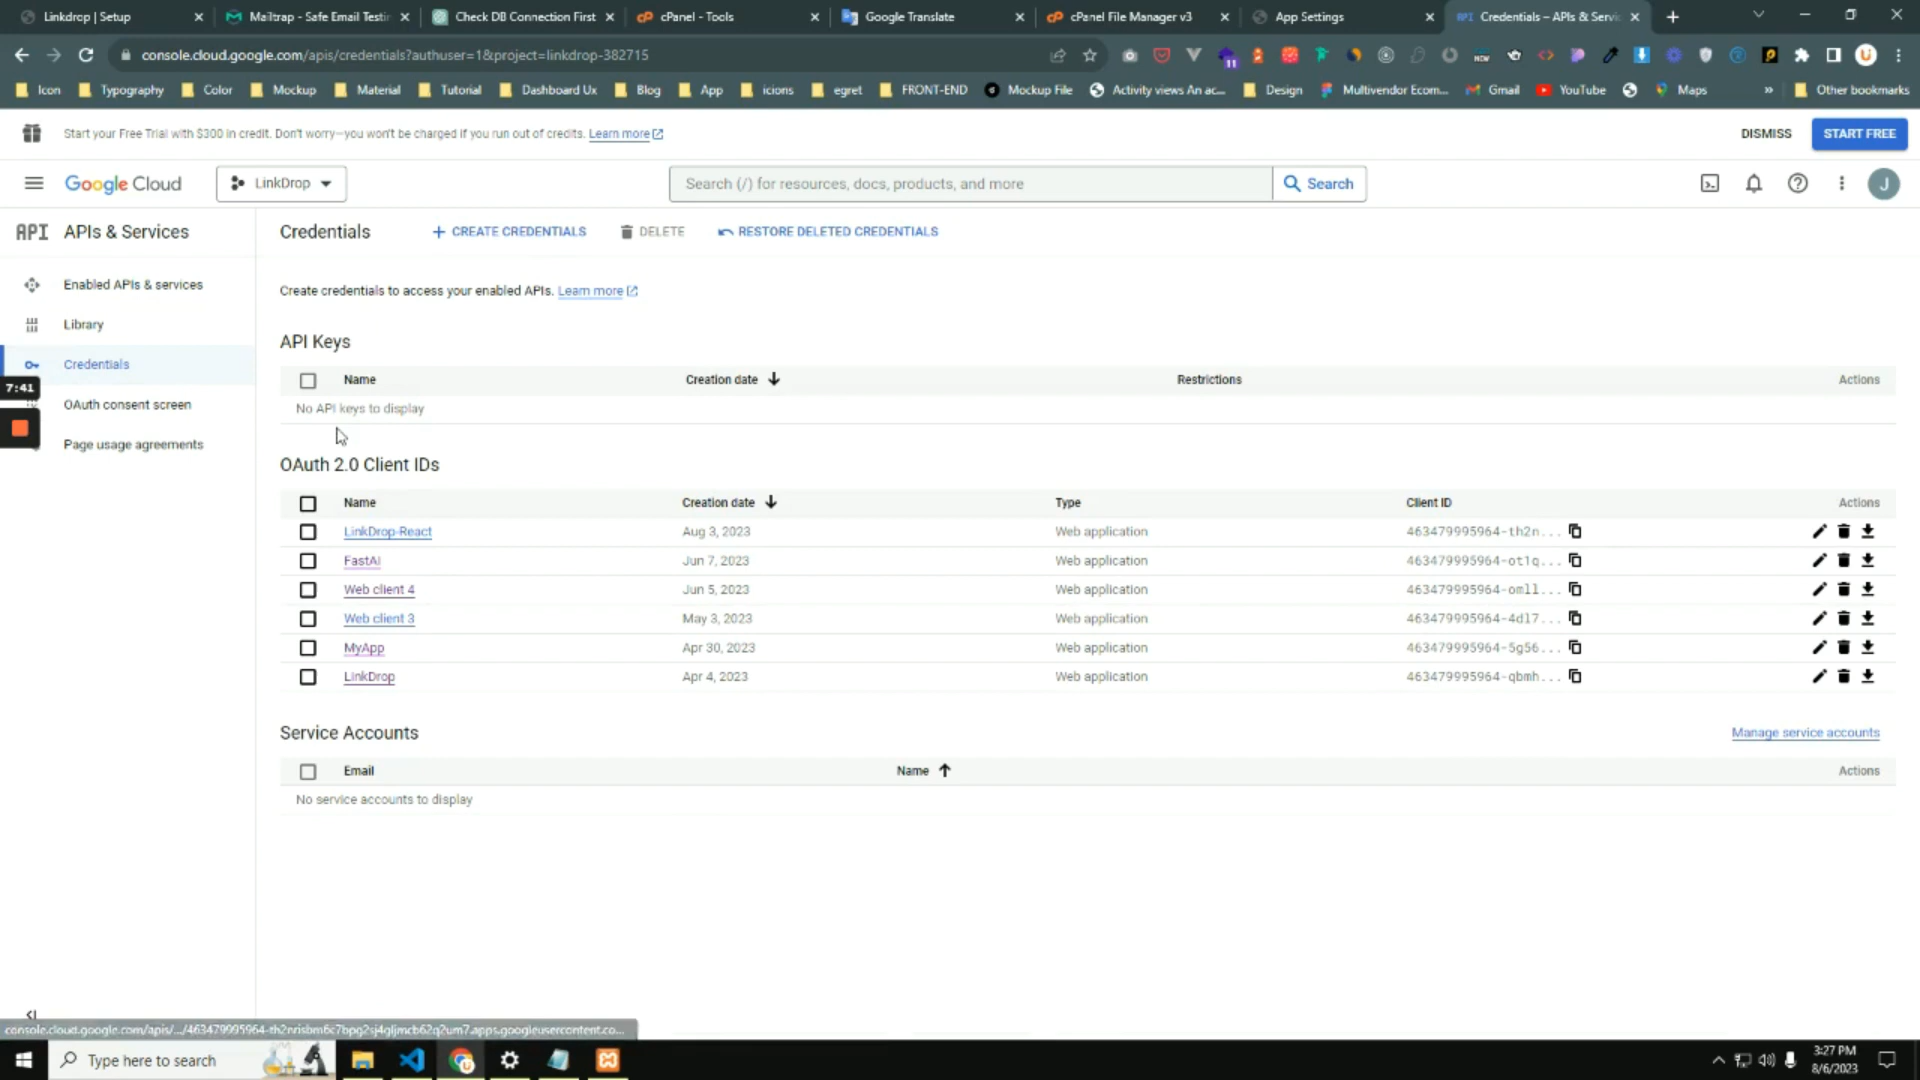 Linkdrop | Setup
Mailtrap - Safe Email Testin
Check DB Connection First
cPanel - Tools
Google Translate
cPanel File Manager v3
App Settings
Credentials – APIs & Servi
console.cloud.google.com/apis/credentials?authuser=1&project=linkdrop-382715
11
Icon
Typography
Color
Mockup
Material
Tutorial
Dashboard Ux
Blog
App
icions
egret
FRONT-END
Mockup File
Activity views An ac...
Design
Multivendor Ecom...
Gmail
YouTube
Maps
»
Other bookmarks
Start your Free Trial with $300 in credit. Don't worry—you won't be charged if you run out of credits. Learn more
DISMISS
START FREE
Google Cloud
LinkDrop
Search (/) for resources, docs, products, and more
Search
J
API APIs & Services
Credentials
+ CREATE CREDENTIALS
DELETE
RESTORE DELETED CREDENTIALS
Enabled APIs & services
Library
Credentials
OAuth consent screen
Page usage agreements
7:41
Create credentials to access your enabled APIs. Learn more
API Keys
Name Creation date Restrictions Actions
No API keys to display
OAuth 2.0 Client IDs
Name Creation date Type Client ID Actions
LinkDrop-React Aug 3, 2023 Web application 463479995964-th2n...
FastAI Jun 7, 2023 Web application 463479995964-ot1q...
Web client 4 Jun 5, 2023 Web application 463479995964-omll...
Web client 3 May 3, 2023 Web application 463479995964-4d17...
MyApp Apr 30, 2023 Web application 463479995964-5g56...
LinkDrop Apr 4, 2023 Web application 463479995964-qbmh...
Service Accounts
Manage service accounts
Email Name Actions
No service accounts to display
Type here to search
3:27 PM
8/6/2023